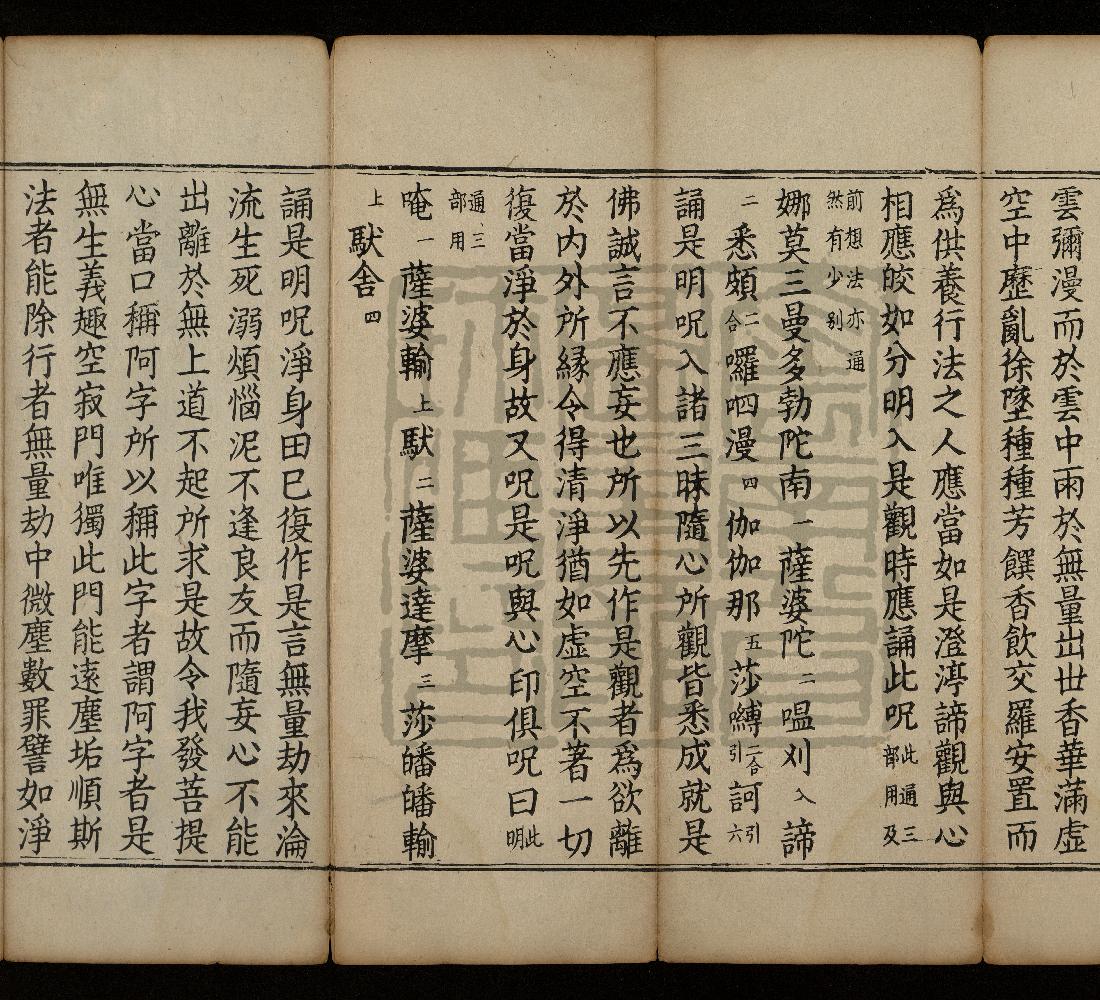 雲彌漫而於雲中雨於無量出世香華滿虛
空中歷亂徐墜種種芳饌香飲交羅安置而
為供養行法之人應當如是澄渟諦觀與心
相應皎如分明入是觀時應誦此呪此通三部用及
前想法亦通然有少别
娜莫三曼多勃陀南一薩婆陀二嗢刈入諦
二悉頗二合囉呬漫四伽伽那五莎嚩二合引訶引六
誦是明呪入諸三昧隨心所觀皆悉成就是
佛誠言不應妄也所以先作是觀者為欲離
於內外所緣令得清淨猶如虛空不著一切
復當淨於身故又呪是呪與心印俱呪曰此明
通三部用
唵一薩婆輸上馱二薩婆達摩三莎皤皤輸
上馱舍四
誦是明呪淨身田已復作是言無量劫來淪
流生死溺煩惱泥不逢良友而隨妄心不能
出離於無上道不起所求是故令我發菩提
心當口稱阿字所以稱此字者謂阿字者是
無生義趣空寂門唯獨此門能遠塵垢順斯
法者能除行者無量劫中微塵數罪譬如淨